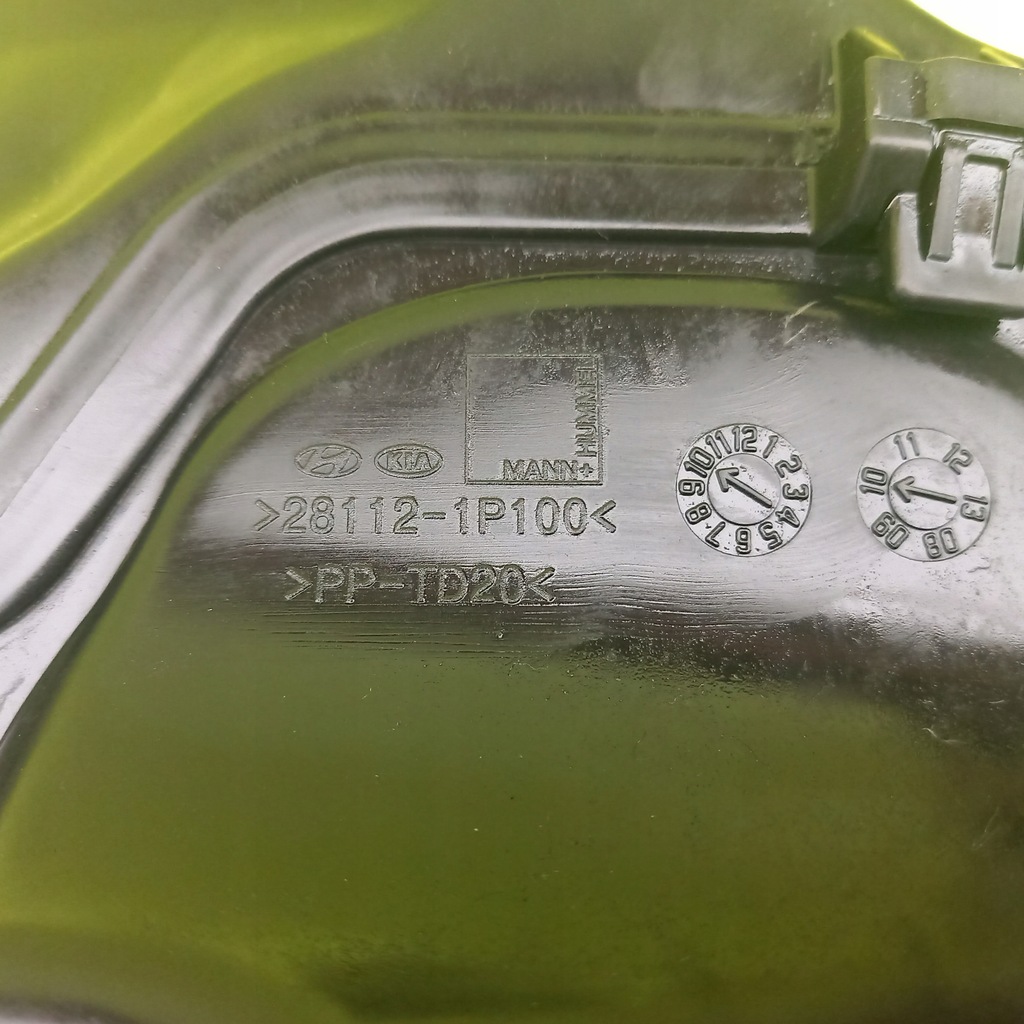 MANN+
HUMMEL
KIA
>28112-1P100<
>PP-TD20<
1 2 3 4 5 6 7 8 9 10 11 12
08 09 10 11 12 13